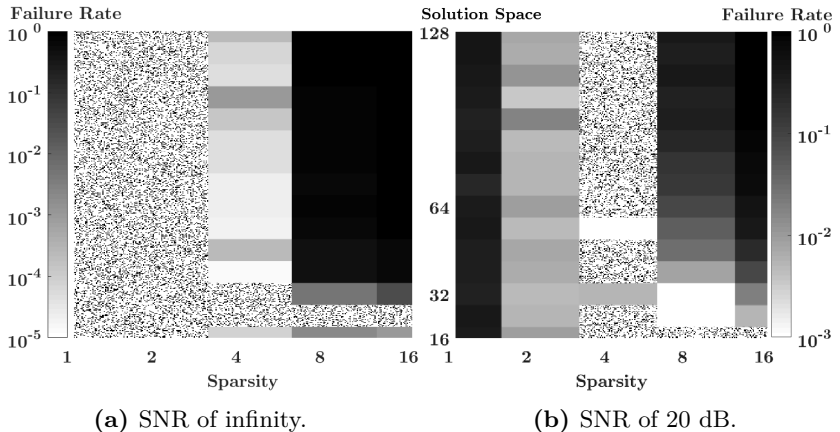 Failure Rate
10^0
10^-1
10^-2
10^-3
10^-4
10^-5
1 2 4 8 16
Sparsity
(a) SNR of infinity.
Solution Space
128
64
32
16
1 2 4 8 16
Sparsity
Failure Rate
10^0
10^-1
10^-2
10^-3
(b) SNR of 20 dB.